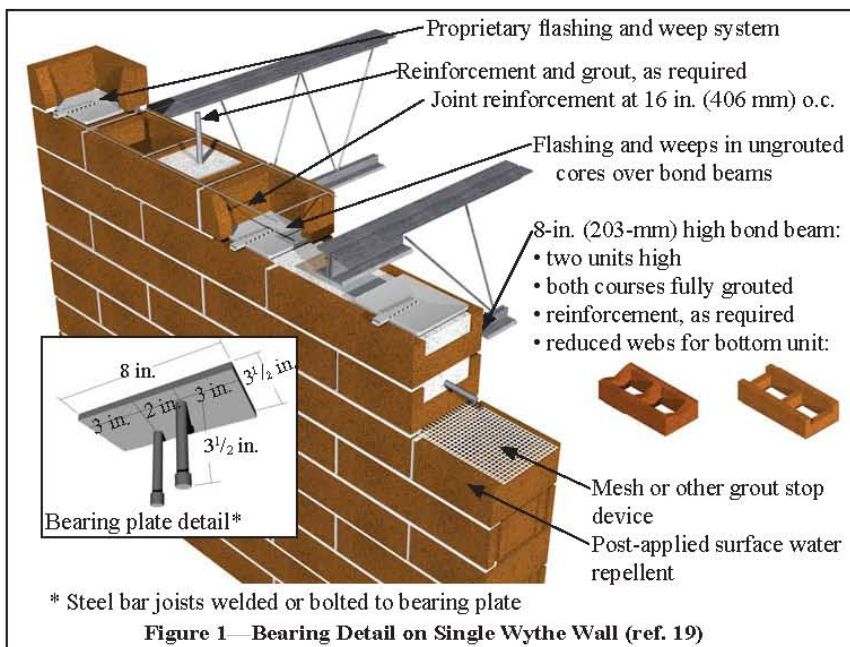 Proprietary flashing and weep system
Reinforcement and grout, as required
Joint reinforcement at 16 in. (406 mm) o.c.
Flashing and weeps in ungrouted
cores over bond beams
8-in. (203-mm) high bond beam:
• two units high
• both courses fully grouted
• reinforcement, as required
• reduced webs for bottom unit:
8 in.
3 1/2 in.
3 in.
2 in.
3 in.
3 1/2 in.
Bearing plate detail*
Mesh or other grout stop
device
Post-applied surface water
repellent
* Steel bar joists welded or bolted to bearing plate
Figure 1—Bearing Detail on Single Wythe Wall (ref. 19)